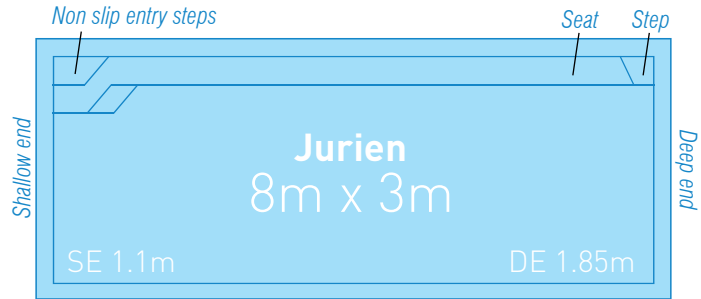 Non slip entry steps
Seat
Step
Shallow end
Jurien
8m x 3m
Deep end
SE 1.1m
DE 1.85m